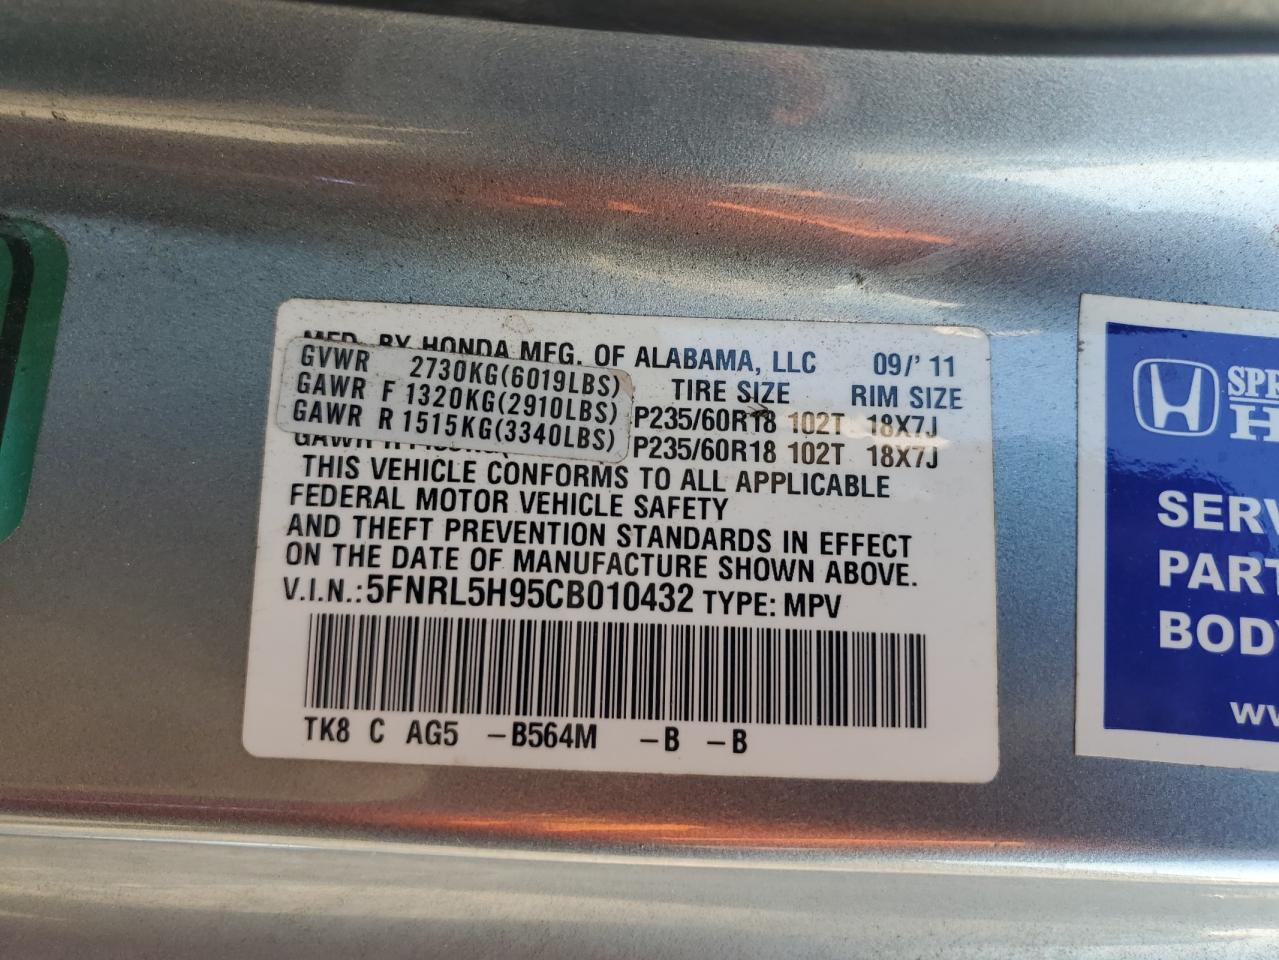 MFD. BY HONDA MFG. OF ALABAMA, LLC 09/'11
GVWR 2730KG(6019LBS) TIRE SIZE RIM SIZE
GAWR F 1320KG(2910LBS) P235/60R18 102T 18X7J
GAWR R 1515KG(3340LBS) P235/60R18 102T 18X7J
THIS VEHICLE CONFORMS TO ALL APPLICABLE
FEDERAL MOTOR VEHICLE SAFETY
AND THEFT PREVENTION STANDARDS IN EFFECT
ON THE DATE OF MANUFACTURE SHOWN ABOVE.
V.I.N.:5FNRL5H95CB010432 TYPE: MPV
TK8 C AG5 -B564M -B -B
SPR
H
SERV
PART
BODY
ww